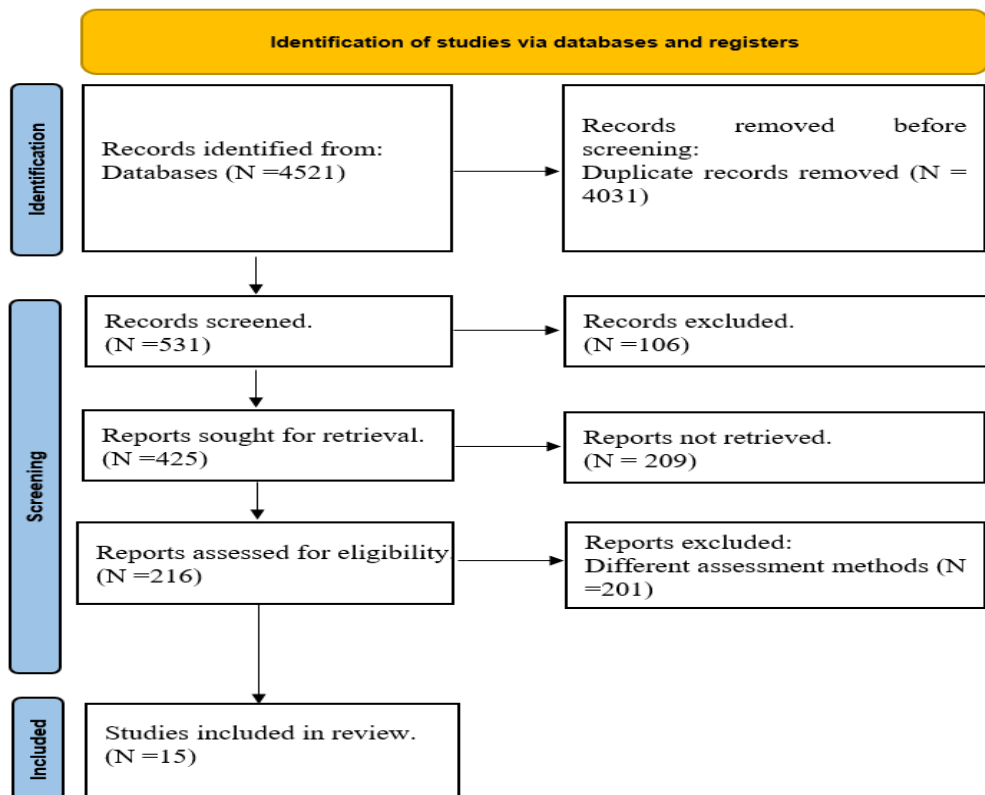 Identification of studies via databases and registers
Identification
Records identified from:
Databases (N =4521)
Records removed before
screening:
Duplicate records removed (N =
4031)
Screening
Records screened.
(N =531)
Records excluded.
(N =106)
Reports sought for retrieval.
(N =425)
Reports not retrieved.
(N = 209)
Reports assessed for eligibility.
(N =216)
Reports excluded:
Different assessment methods (N
=201)
Included
Studies included in review.
(N =15)